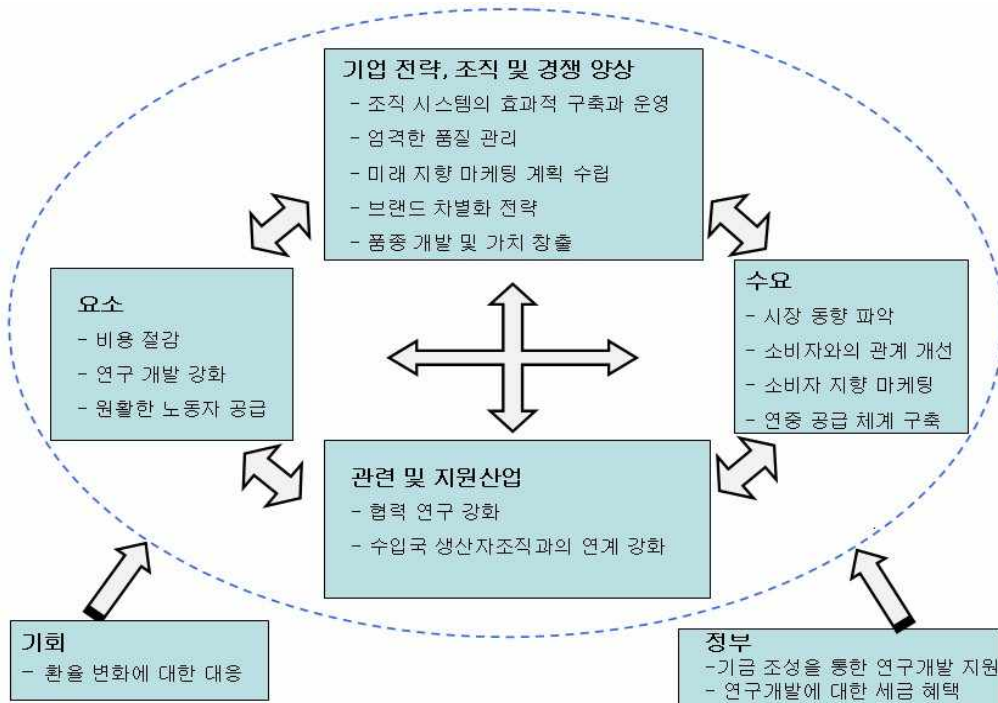 기업 전략, 조직 및 경쟁 양상
- 조직 시스템의 효과적 구축과 운영
- 엄격한 품질 관리
- 미래 지향 마케팅 계획 수립
- 브랜드 차별화 전략
- 품종 개발 및 가치 창출
요소
- 비용 절감
- 연구 개발 강화
- 원활한 노동자 공급
수요
- 시장 동향 파악
- 소비자와의 관계 개선
- 소비자 지향 마케팅
- 연중 공급 체계 구축
관련 및 지원산업
- 협력 연구 강화
- 수입국 생산자조직과의 연계 강화
기회
- 환율 변화에 대한 대응
정부
-기금 조성을 통한 연구개발 지원
- 연구개발에 대한 세금 혜택